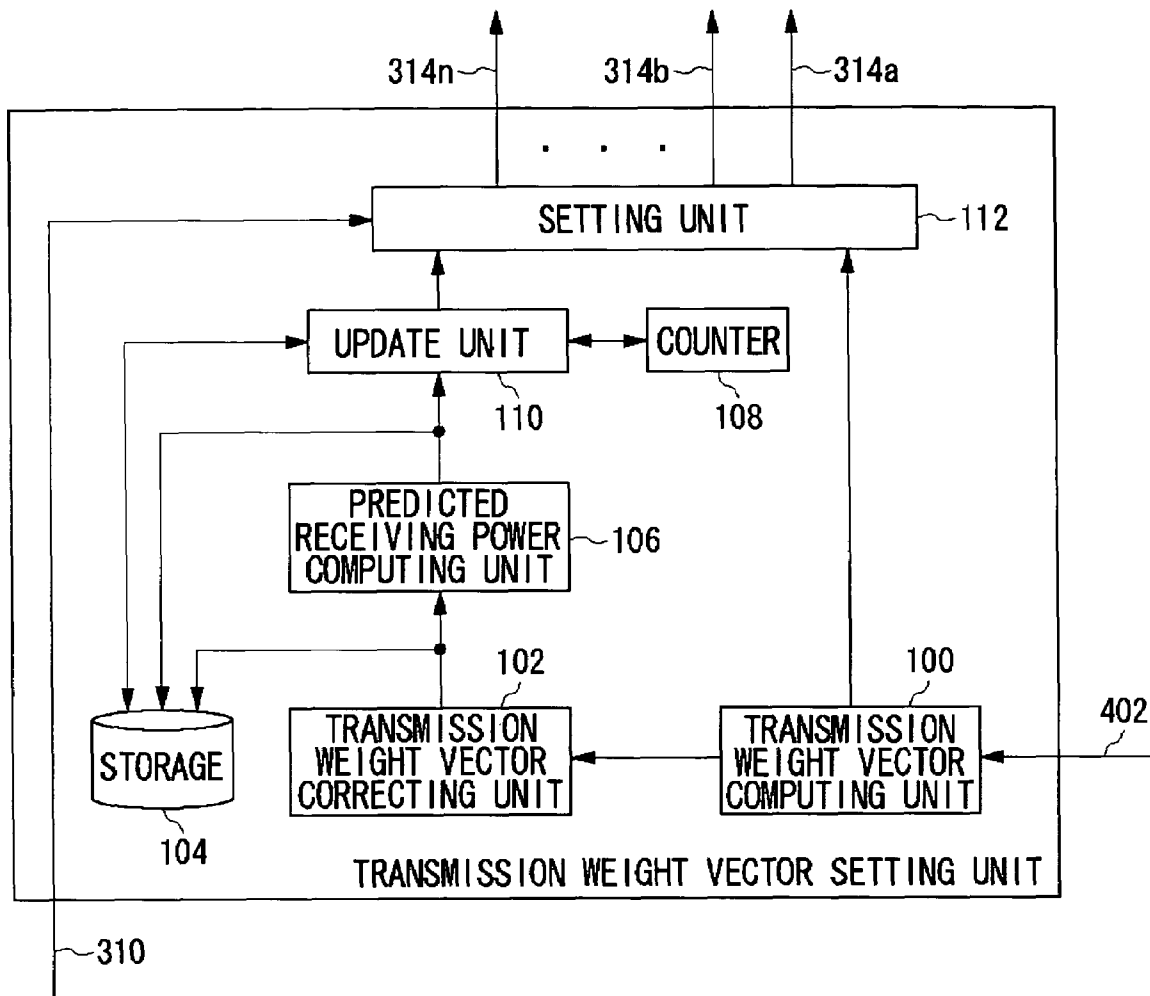 314n
314b
314a
. . .
SETTING UNIT
112
UPDATE UNIT
COUNTER
110
108
PREDICTED
RECEIVING POWER
COMPUTING UNIT
106
102
100
402
STORAGE
TRANSMISSION
WEIGHT VECTOR
CORRECTING UNIT
TRANSMISSION
WEIGHT VECTOR
COMPUTING UNIT
104
TRANSMISSION WEIGHT VECTOR SETTING UNIT
310